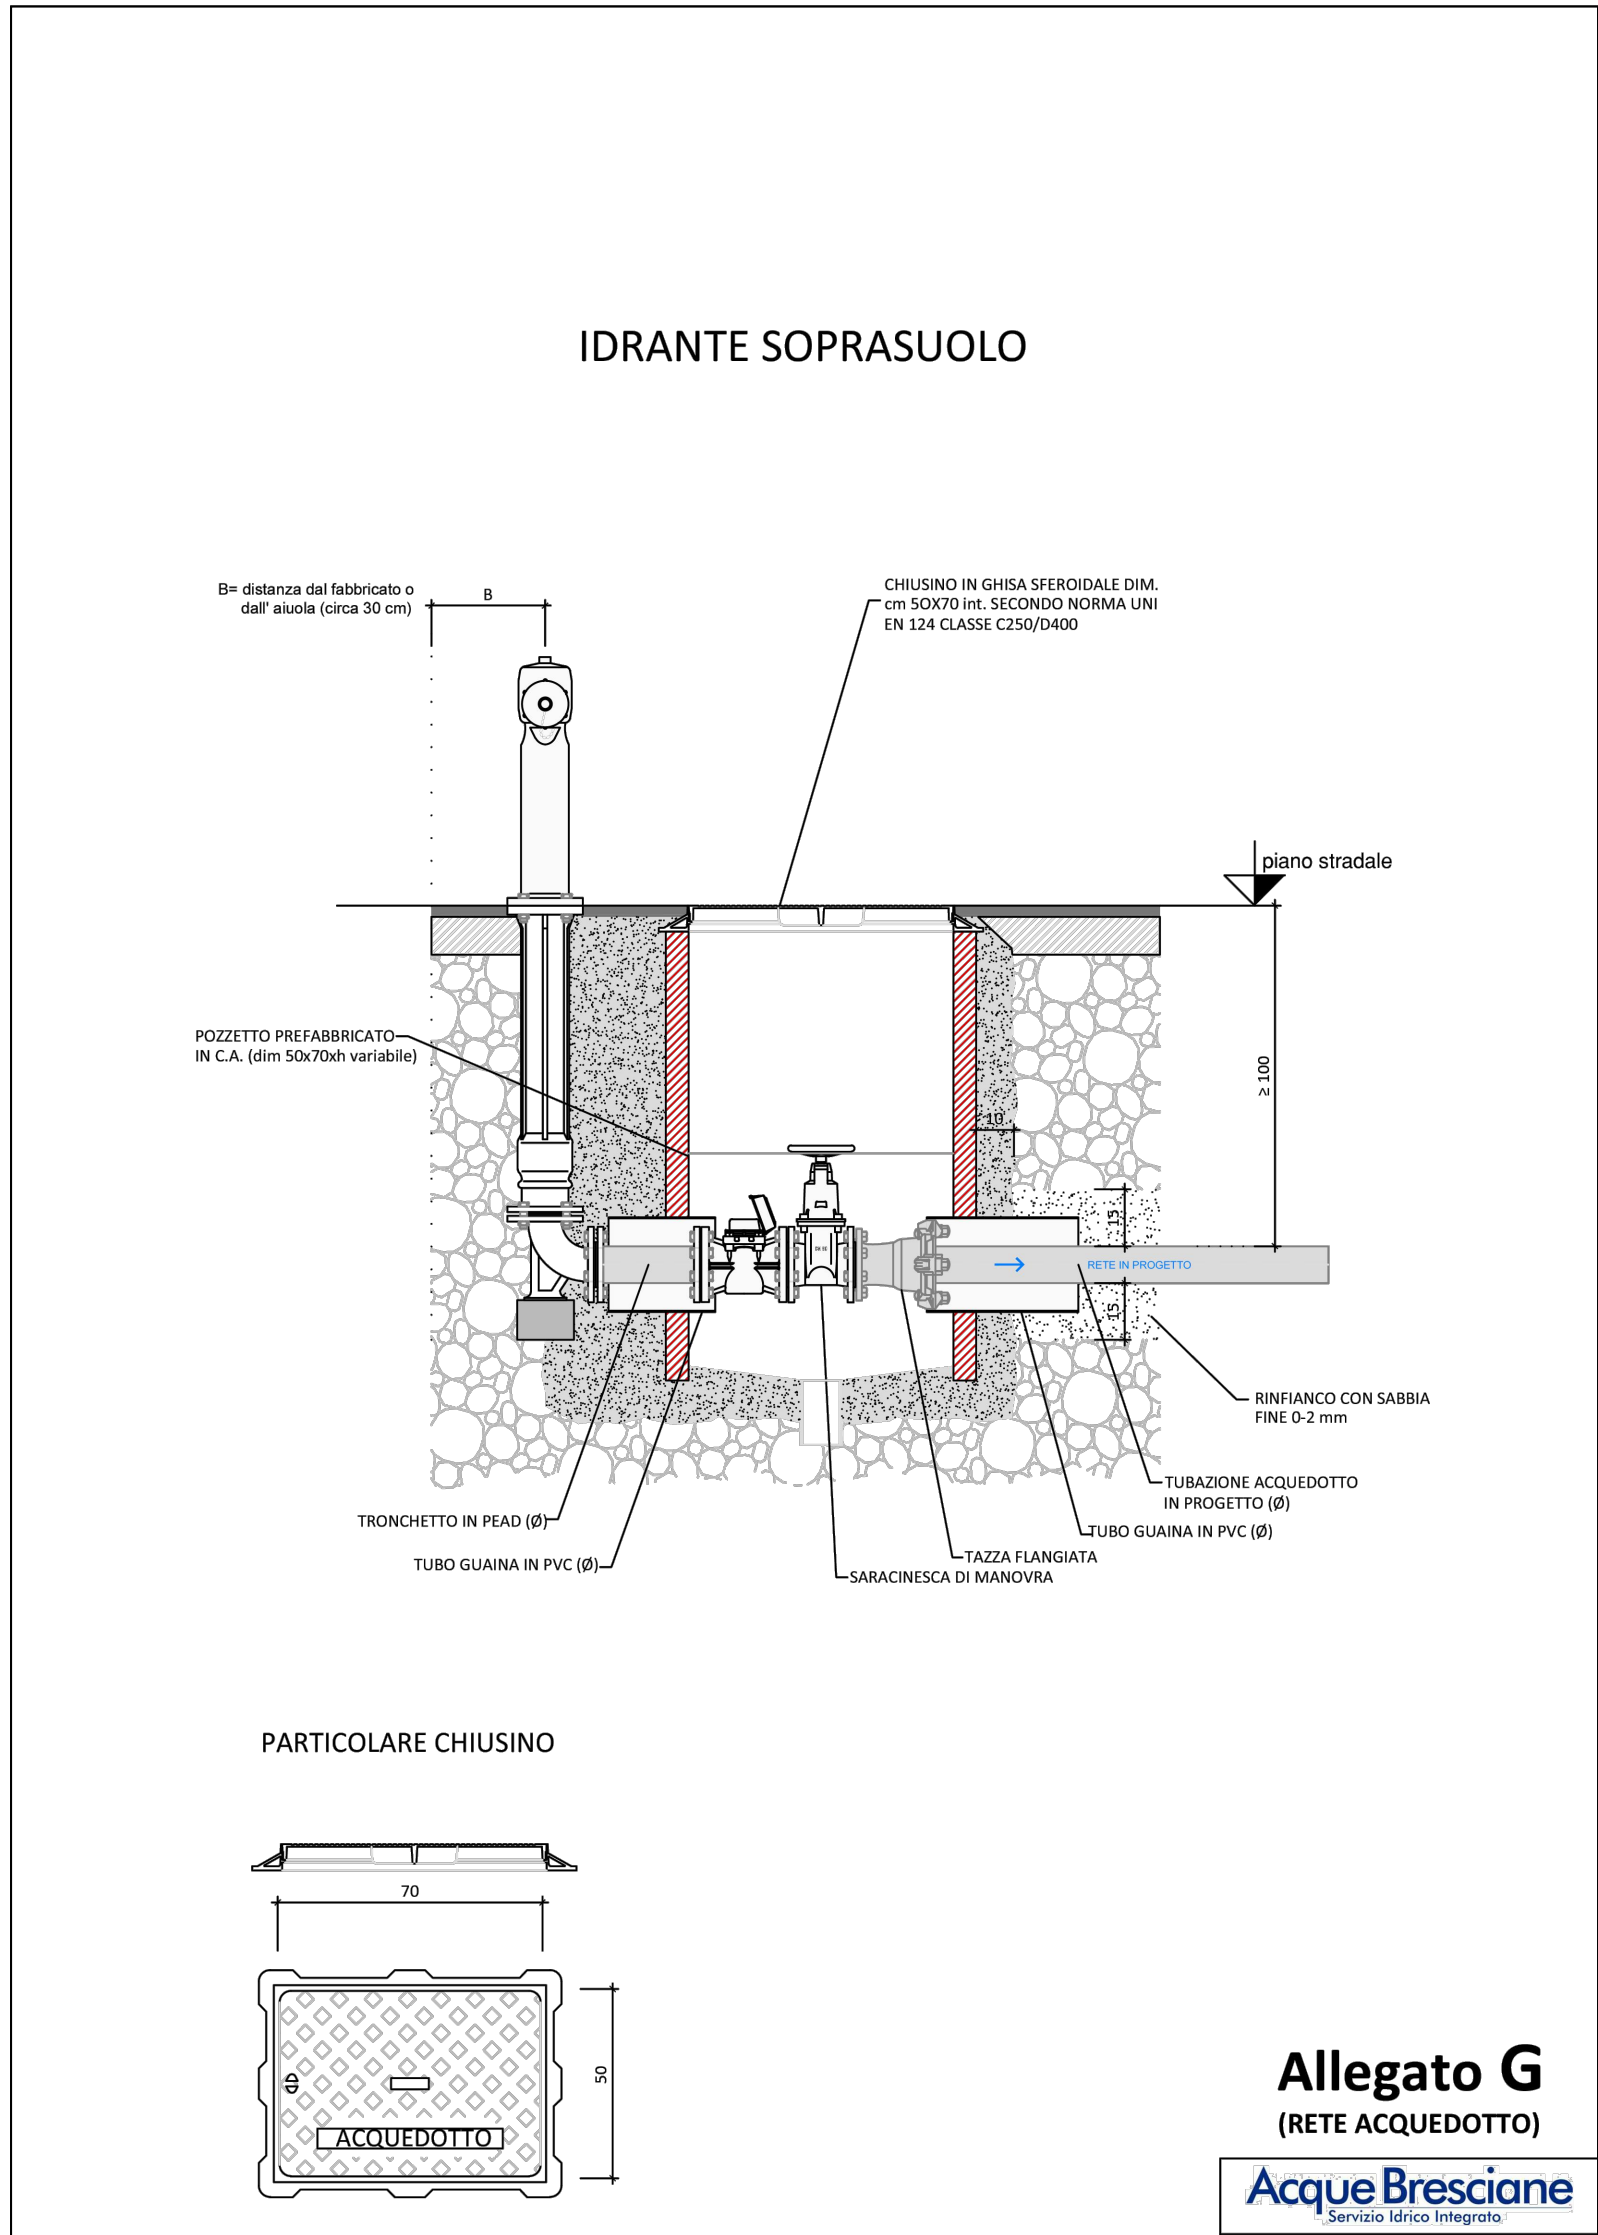 IDRANTE SOPRASUOLO
B= distanza dal fabbricato o
dall' aiuola (circa 30 cm)
B
CHIUSINO IN GHISA SFEROIDALE DIM.
cm 50X70 int. SECONDO NORMA UNI
EN 124 CLASSE C250/D400
piano stradale
POZZETTO PREFABBRICATO
IN C.A. (dim 50x70xh variabile)
≥ 100
10
15
RETE IN PROGETTO
15
RINFIANCO CON SABBIA
FINE 0-2 mm
TUBAZIONE ACQUEDOTTO
IN PROGETTO (Ø)
TRONCHETTO IN PEAD (Ø)
TUBO GUAINA IN PVC (Ø)
TUBO GUAINA IN PVC (Ø)
TAZZA FLANGIATA
SARACINESCA DI MANOVRA
PARTICOLARE CHIUSINO
70
50
ACQUEDOTTO
Allegato G
(RETE ACQUEDOTTO)
AcqueBresciane
Servizio Idrico Integrato